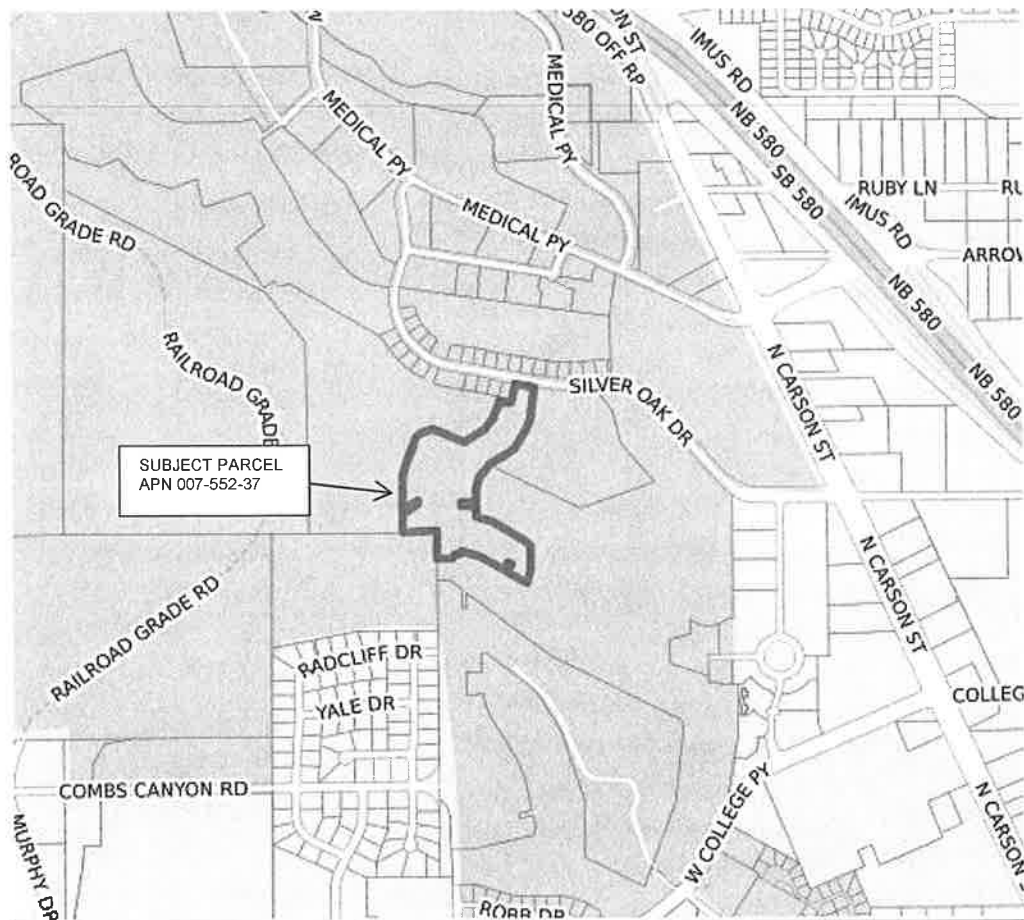 ON ST
580 OFF RP
IMUS RD
MEDICAL PY
MEDICAL PY
NB 580
SB 580
RUBY LN
RU
IMUS RD
ROAD GRADE RD
MEDICAL PY
ARROW
NB 580
RAILROAD GRADE
N CARSON ST
NB 580
SILVER OAK DR
SUBJECT PARCEL
APN 007-552-37
N CARSON ST
RAILROAD GRADE RD
RADCLIFF DR
YALE DR
COLLEG
COMBS CANYON RD
W COLLEGE PY
N CARSON
MURPHY DR
ROBB DR